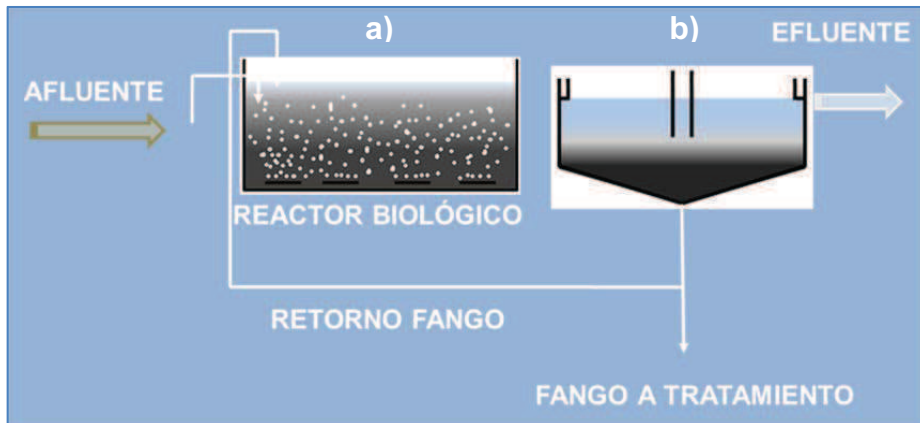 a)
b)
EFLUENTE
AFLUENTE
REACTOR BIOLÓGICO
RETORNO FANGO
FANGO A TRATAMIENTO